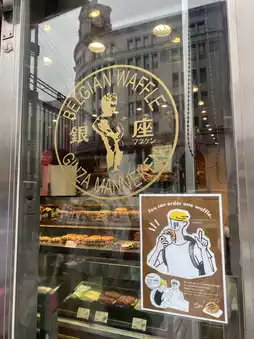 BELGIAN WAFFLE
銀座
マネケン
GINZA MANNEKEN
You can order one waffle.